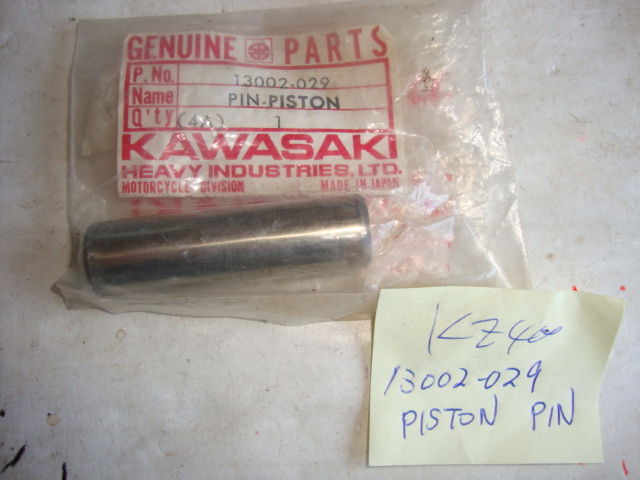 GENUINE PARTS
P. No. 13002-029
Name PIN-PISTON
Q'ty (4A) 1
KAWASAKI
HEAVY INDUSTRIES, LTD.
MOTORCYCLE DIVISION MADE IN JAPAN
KZ400
13002-029
PISTON PIN